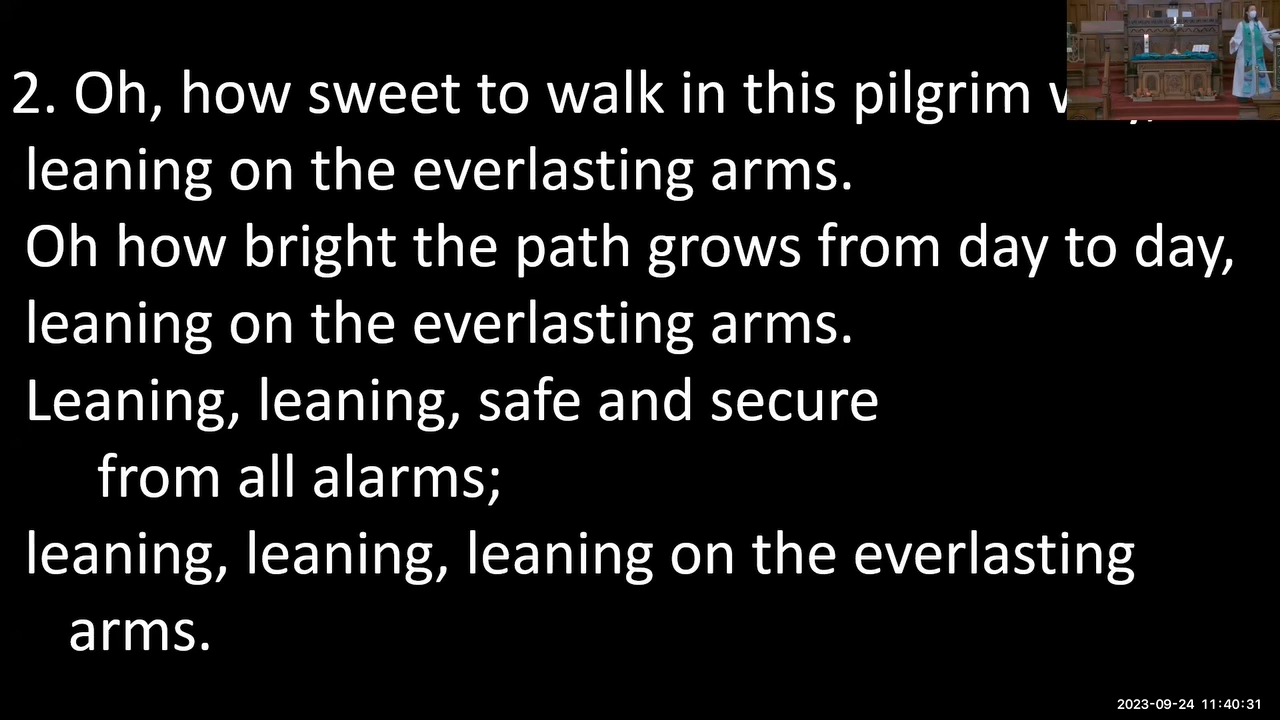 2. Oh, how sweet to walk in this pilgrim
leaning on the everlasting arms.
Oh how bright the path grows from day to day,
leaning on the everlasting arms.
Leaning, leaning, safe and secure
from all alarms;
leaning, leaning, leaning on the everlasting
arms.
2023-09-24 11:40:31